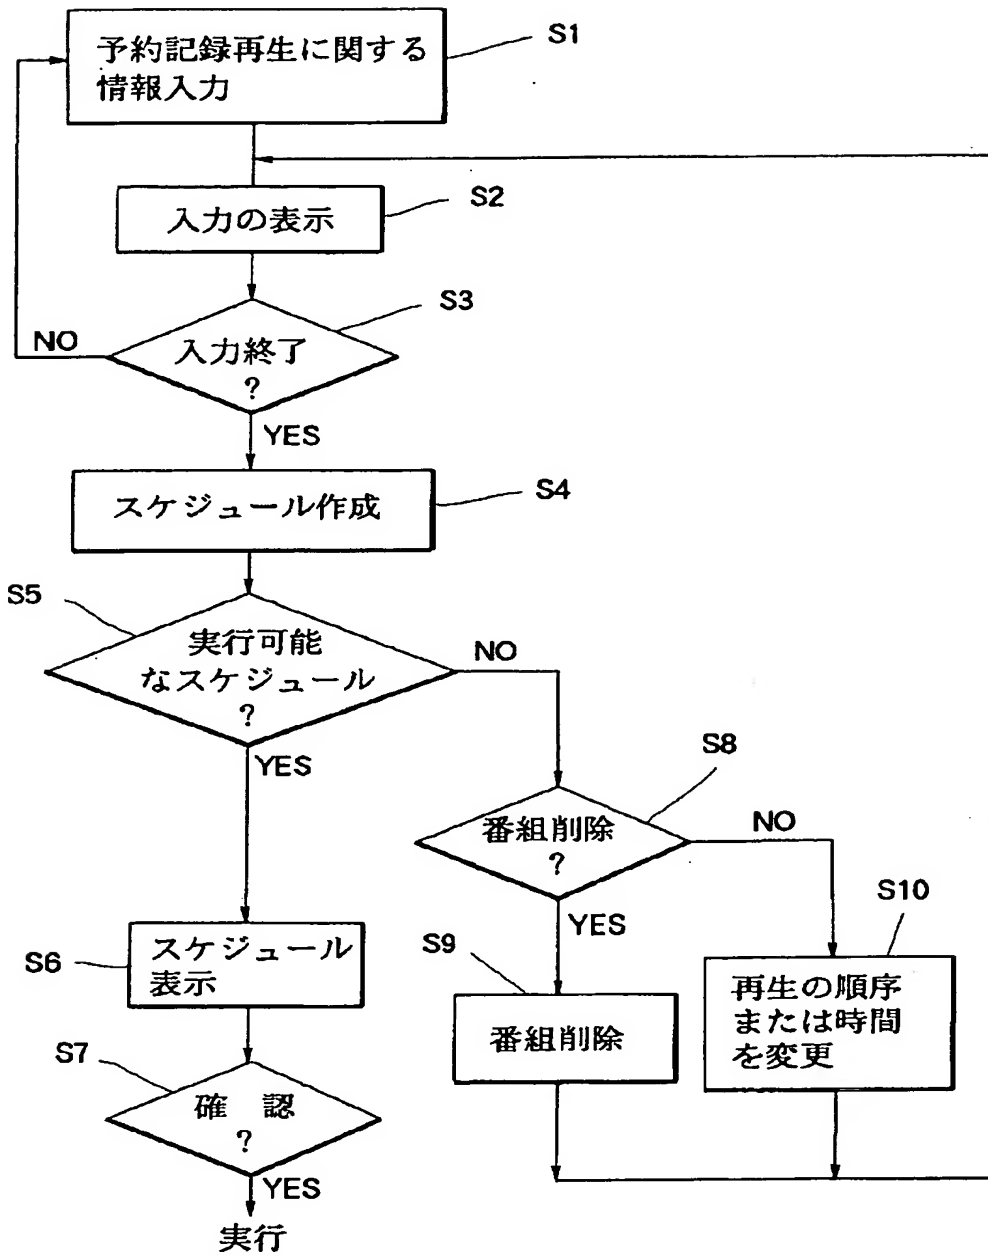 S1
予約記録再生に関する
情報入力
S2
入力の表示
S3
NO
入力終了
?
YES
S4
スケジュール作成
S5
実行可能
なスケジュール
?
NO
YES
S8
番組削除
?
NO
YES
S10
S6
スケジュール
表示
S9
番組削除
再生の順序
または時間
を変更
S7
確 認
?
YES
実行